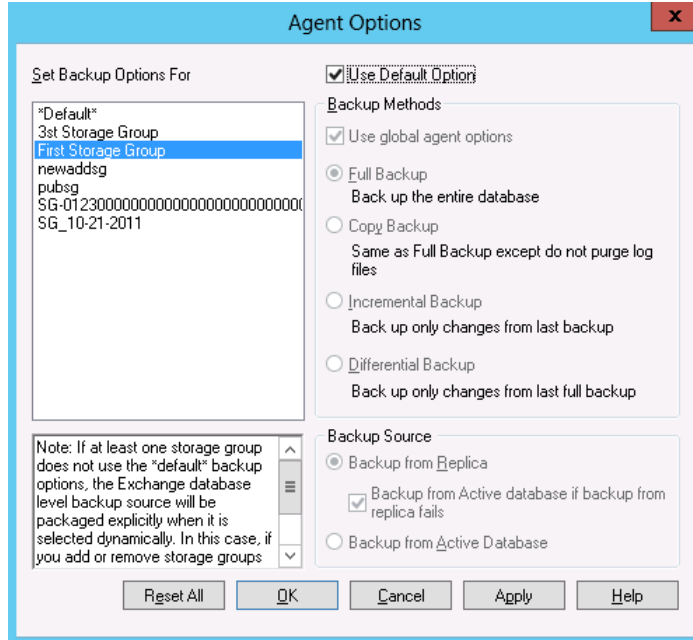 Agent Options
x
Set Backup Options For
Use Default Option
*Default*
3st Storage Group
First Storage Group
newaddsg
pubsg
SG_10-21-2011
Backup Methods
Use global agent options
Full Backup
Back up the entire database
Copy Backup
Same as Full Backup except do not purge log
files
Incremental Backup
Back up only changes from last backup
Differential Backup
Back up only changes from last full backup
Note: If at least one storage group
does not use the *default* backup
options, the Exchange database
level backup source will be
packaged explicitly when it is
selected dynamically. In this case, if
you add or remove storage groups
Backup Source
Backup from Replica
Backup from Active database if backup from
replica fails
Backup from Active Database
Reset All
OK
Cancel
Apply
Help